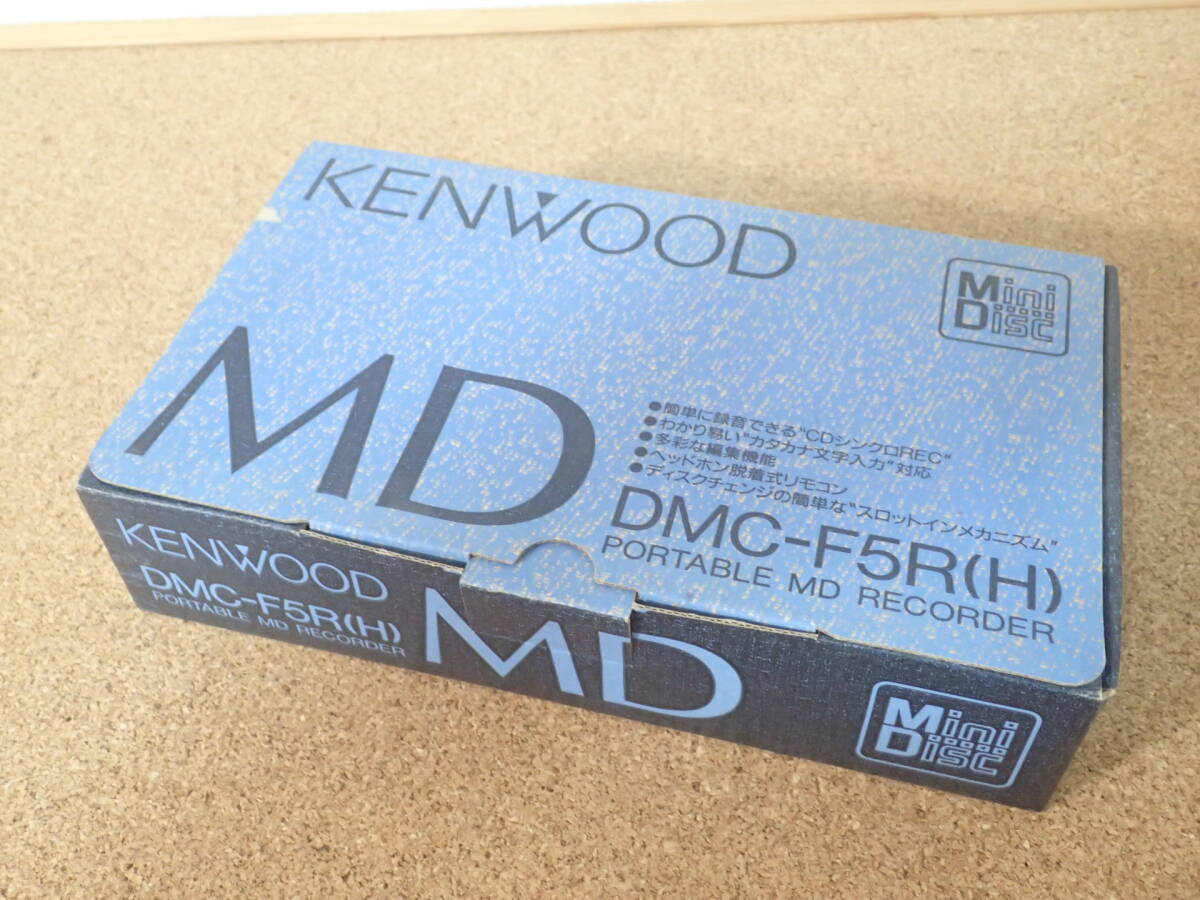 KENWOOD
Mini
Disc
MD
●簡単に録音できる"CDシンクロREC"
●わかり易い"カタカナ文字入力"対応
●多彩な編集機能
●ヘッドホン脱着式リモコン
●ディスクチェンジの簡単な"スロットインメカニズム"
DMC-F5R(H)
PORTABLE MD RECORDER
KENWOOD
DMC-F5R(H)
PORTABLE MD RECORDER
MD
Mini
Disc